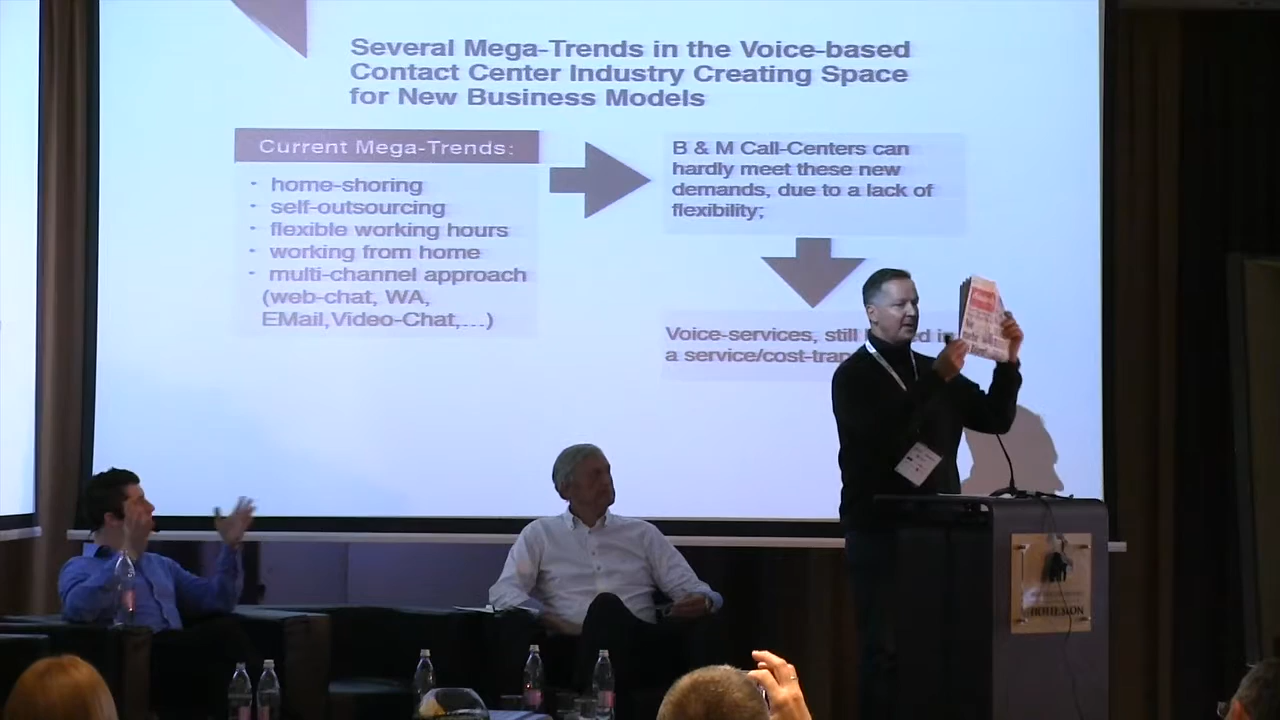 Several Mega-Trends in the Voice-based
Contact Center Industry Creating Space
for New Business Models
Current Mega-Trends:
· home-shoring
· self-outsourcing
· flexible working hours
· working from home
· multi-channel approach
(web-chat, WA,
EMail,Video-Chat,...)
B & M Call-Centers can
hardly meet these new
demands, due to a lack of
flexibility;
Voice-services, still
a service/cost-trap